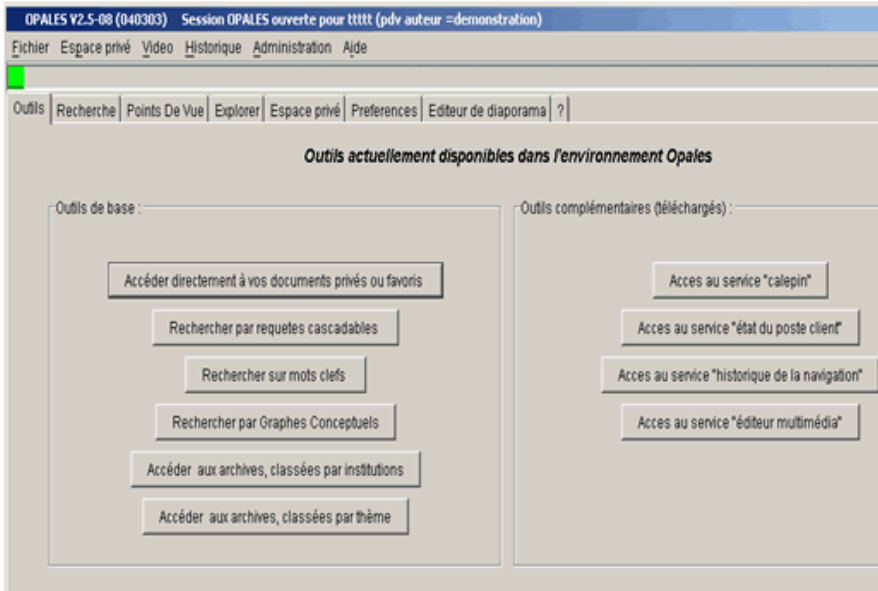 OPALES V2.5-08 (040303) Session OPALES ouverte pour ttttt (pdv auteur =demonstration)
Fichier Espace privé Video Historique Administration Aide
Outils Recherche Points De Vue Explorer Espace privé Preferences Editeur de diaporama ?
Outils actuellement disponibles dans l'environnement Opales
Outils de base :
Accéder directement à vos documents privés ou favoris
Rechercher par requetes cascadables
Rechercher sur mots clefs
Rechercher par Graphes Conceptuels
Accéder aux archives, classées par institutions
Accéder aux archives, classées par thème
Outils complémentaires (téléchargés) :
Acces au service "calepin"
Acces au service "état du poste client"
Acces au service "historique de la navigation"
Acces au service "éditeur multimédia"